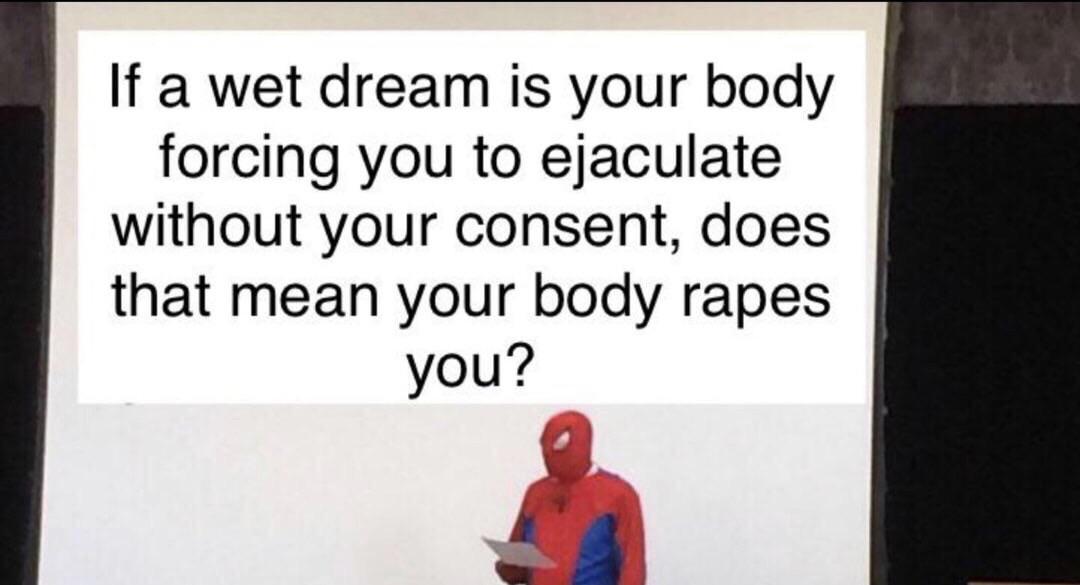 If a wet dream is your body
forcing you to ejaculate
without your consent, does
that mean your body rapes
you?